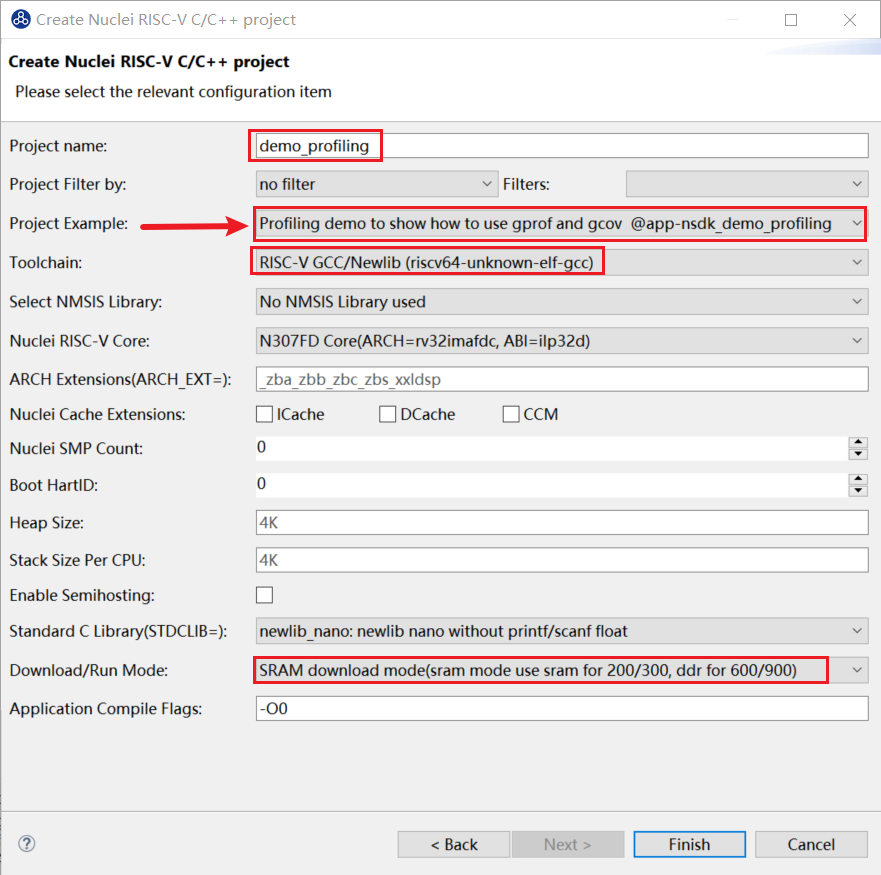 Create Nuclei RISC-V C/C++ project
Create Nuclei RISC-V C/C++ project
Please select the relevant configuration item
Project name: demo_profiling
Project Filter by: no filter Filters:
Project Example: Profiling demo to show how to use gprof and gcov @app-nsdk_demo_profiling
Toolchain: RISC-V GCC/Newlib (riscv64-unknown-elf-gcc)
Select NMSIS Library: No NMSIS Library used
Nuclei RISC-V Core: N307FD Core(ARCH=rv32imafdc, ABI=ilp32d)
ARCH Extensions(ARCH_EXT=): _zba_zbb_zbc_zbs_xxldsp
Nuclei Cache Extensions: ICache DCache CCM
Nuclei SMP Count: 0
Boot HartID: 0
Heap Size: 4K
Stack Size Per CPU: 4K
Enable Semihosting:
Standard C Library(STDCLIB=): newlib_nano: newlib nano without printf/scanf float
Download/Run Mode: SRAM download mode(sram mode use sram for 200/300, ddr for 600/900)
Application Compile Flags: -O0
? < Back Next > Finish Cancel